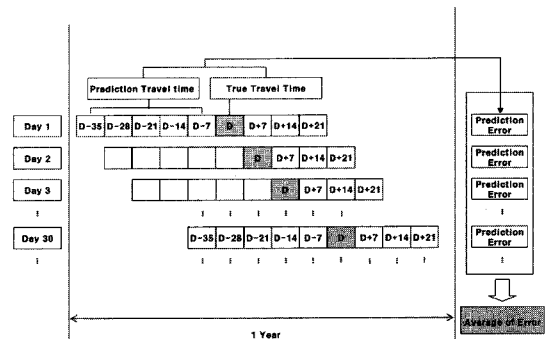 Prediction Travel time
True Travel Time
Day 1
D-35 D-28 D-21 D-14 D-7 D D+7 D+14 D+21
Prediction
Error
Day 2
D D+7 D+14 D+21
Prediction
Error
Day 3
D D+7 D+14 D+21
Prediction
Error
Day 30
D-35 D-28 D-21 D-14 D-7 D D+7 D+14 D+21
Prediction
Error
Average of Error
1 Year